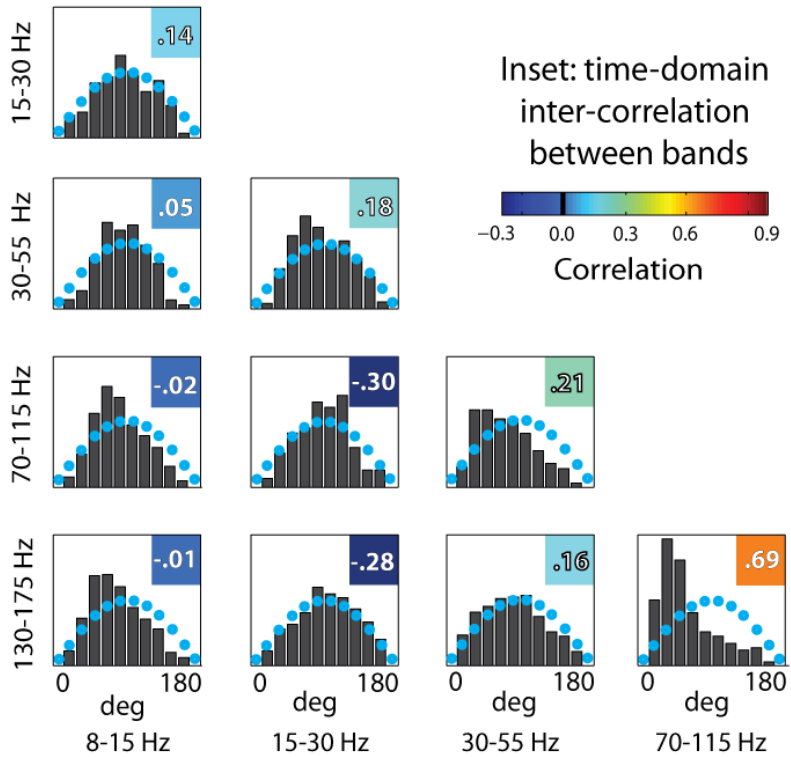 15-30 Hz
.14
Inset: time-domain
inter-correlation
between bands
−0.3 0.0 0.3 0.6 0.9
Correlation
30-55 Hz
.05
.18
70-115 Hz
-.02
-.30
.21
130-175 Hz
-.01
-.28
.16
.69
0 180 0 180 0 180 0 180
deg deg deg deg
8-15 Hz 15-30 Hz 30-55 Hz 70-115 Hz